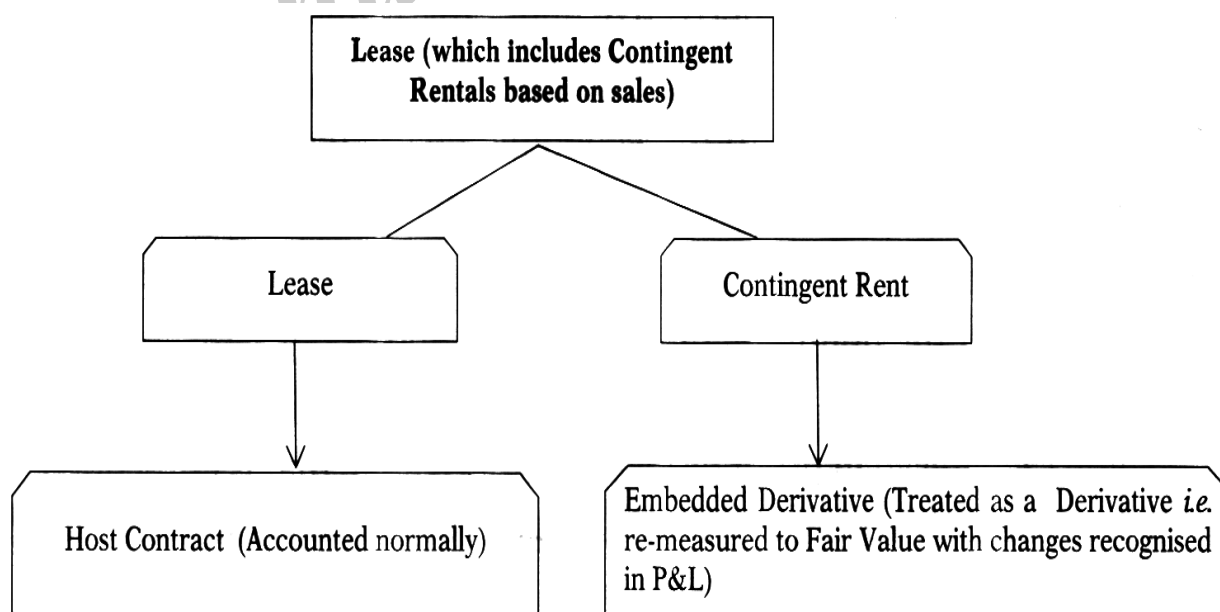 Lease (which includes Contingent
Rentals based on sales)
Lease
Contingent Rent
Host Contract (Accounted normally)
Embedded Derivative (Treated as a Derivative i.e.
re-measured to Fair Value with changes recognised
in P&L)